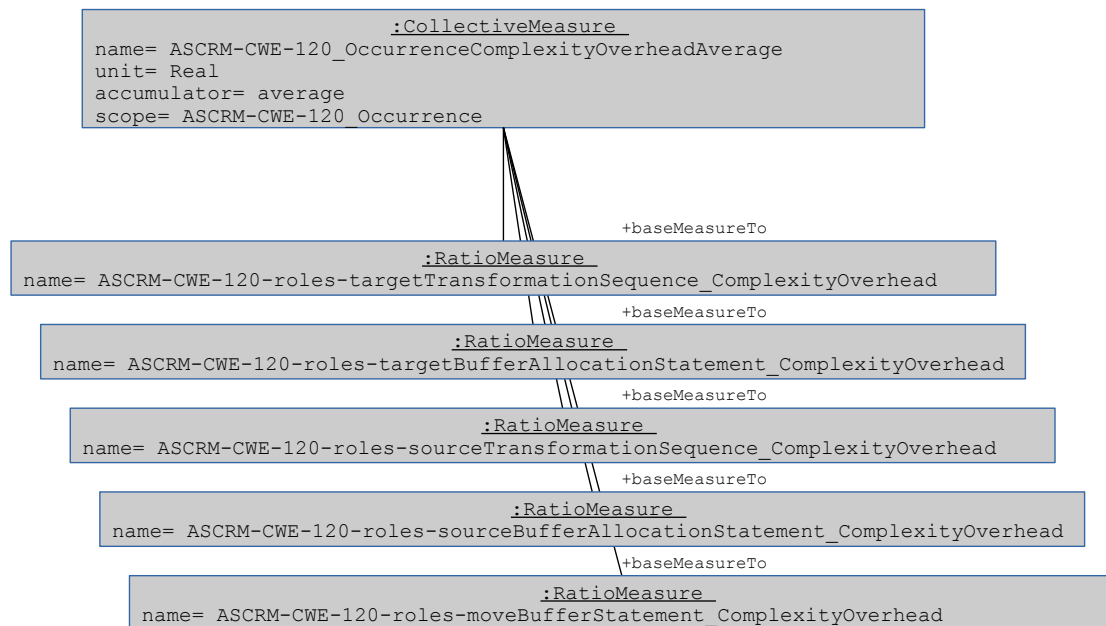 :CollectiveMeasure
name= ASCRM-CWE-120_OccurrenceComplexityOverheadAverage
unit= Real
accumulator= average
scope= ASCRM-CWE-120_Occurrence
+baseMeasureTo
:RatioMeasure
name= ASCRM-CWE-120-roles-targetTransformationSequence_ComplexityOverhead
+baseMeasureTo
:RatioMeasure
name= ASCRM-CWE-120-roles-targetBufferAllocationStatement_ComplexityOverhead
+baseMeasureTo
:RatioMeasure
name= ASCRM-CWE-120-roles-sourceTransformationSequence_ComplexityOverhead
+baseMeasureTo
:RatioMeasure
name= ASCRM-CWE-120-roles-sourceBufferAllocationStatement_ComplexityOverhead
+baseMeasureTo
:RatioMeasure
name= ASCRM-CWE-120-roles-moveBufferStatement_ComplexityOverhead